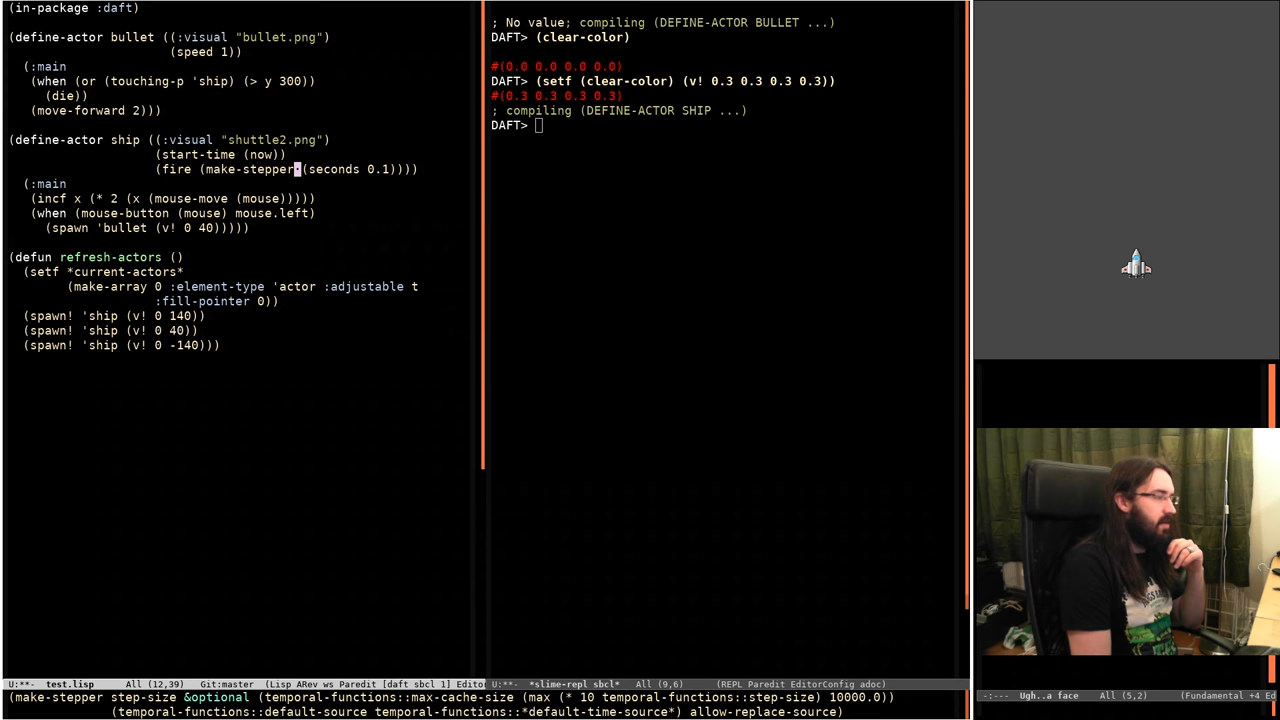 (in-package :daft)
(define-actor bullet ((:visual "bullet.png")
(speed 1))
(:main
(when (or (touching-p 'ship) (> y 300))
(die))
(move-forward 2)))
(define-actor ship ((:visual "shuttle2.png")
(start-time (now))
(fire (make-stepper (seconds 0.1))))
(:main
(incf x (* 2 (x (mouse-move (mouse)))))
(when (mouse-button (mouse) mouse.left)
(spawn 'bullet (v! 0 40)))))
(defun refresh-actors ()
(setf *current-actors*
(make-array 0 :element-type 'actor :adjustable t
:fill-pointer 0))
(spawn! 'ship (v! 0 140))
(spawn! 'ship (v! 0 40))
(spawn! 'ship (v! 0 -140)))
U:**-  test.lisp      All (12,39)    Git:master   (Lisp ARev ws Paredit [daft sbcl 1] Editor
; No value; compiling (DEFINE-ACTOR BULLET ...)
DAFT> (clear-color)
#(0.0 0.0 0.0 0.0)
DAFT> (setf (clear-color) (v! 0.3 0.3 0.3 0.3))
#(0.3 0.3 0.3 0.3)
; compiling (DEFINE-ACTOR SHIP ...)
DAFT>
U:**-  *slime-repl sbcl*   All (9,6)     (REPL Paredit EditorConfig adoc)
-:---  Ugh..a face    All (5,2)     (Fundamental +4 Ed
(make-stepper step-size &optional (temporal-functions::max-cache-size (max (* 10 temporal-functions::step-size) 10000.0))
(temporal-functions::default-source temporal-functions::*default-time-source*) allow-replace-source)